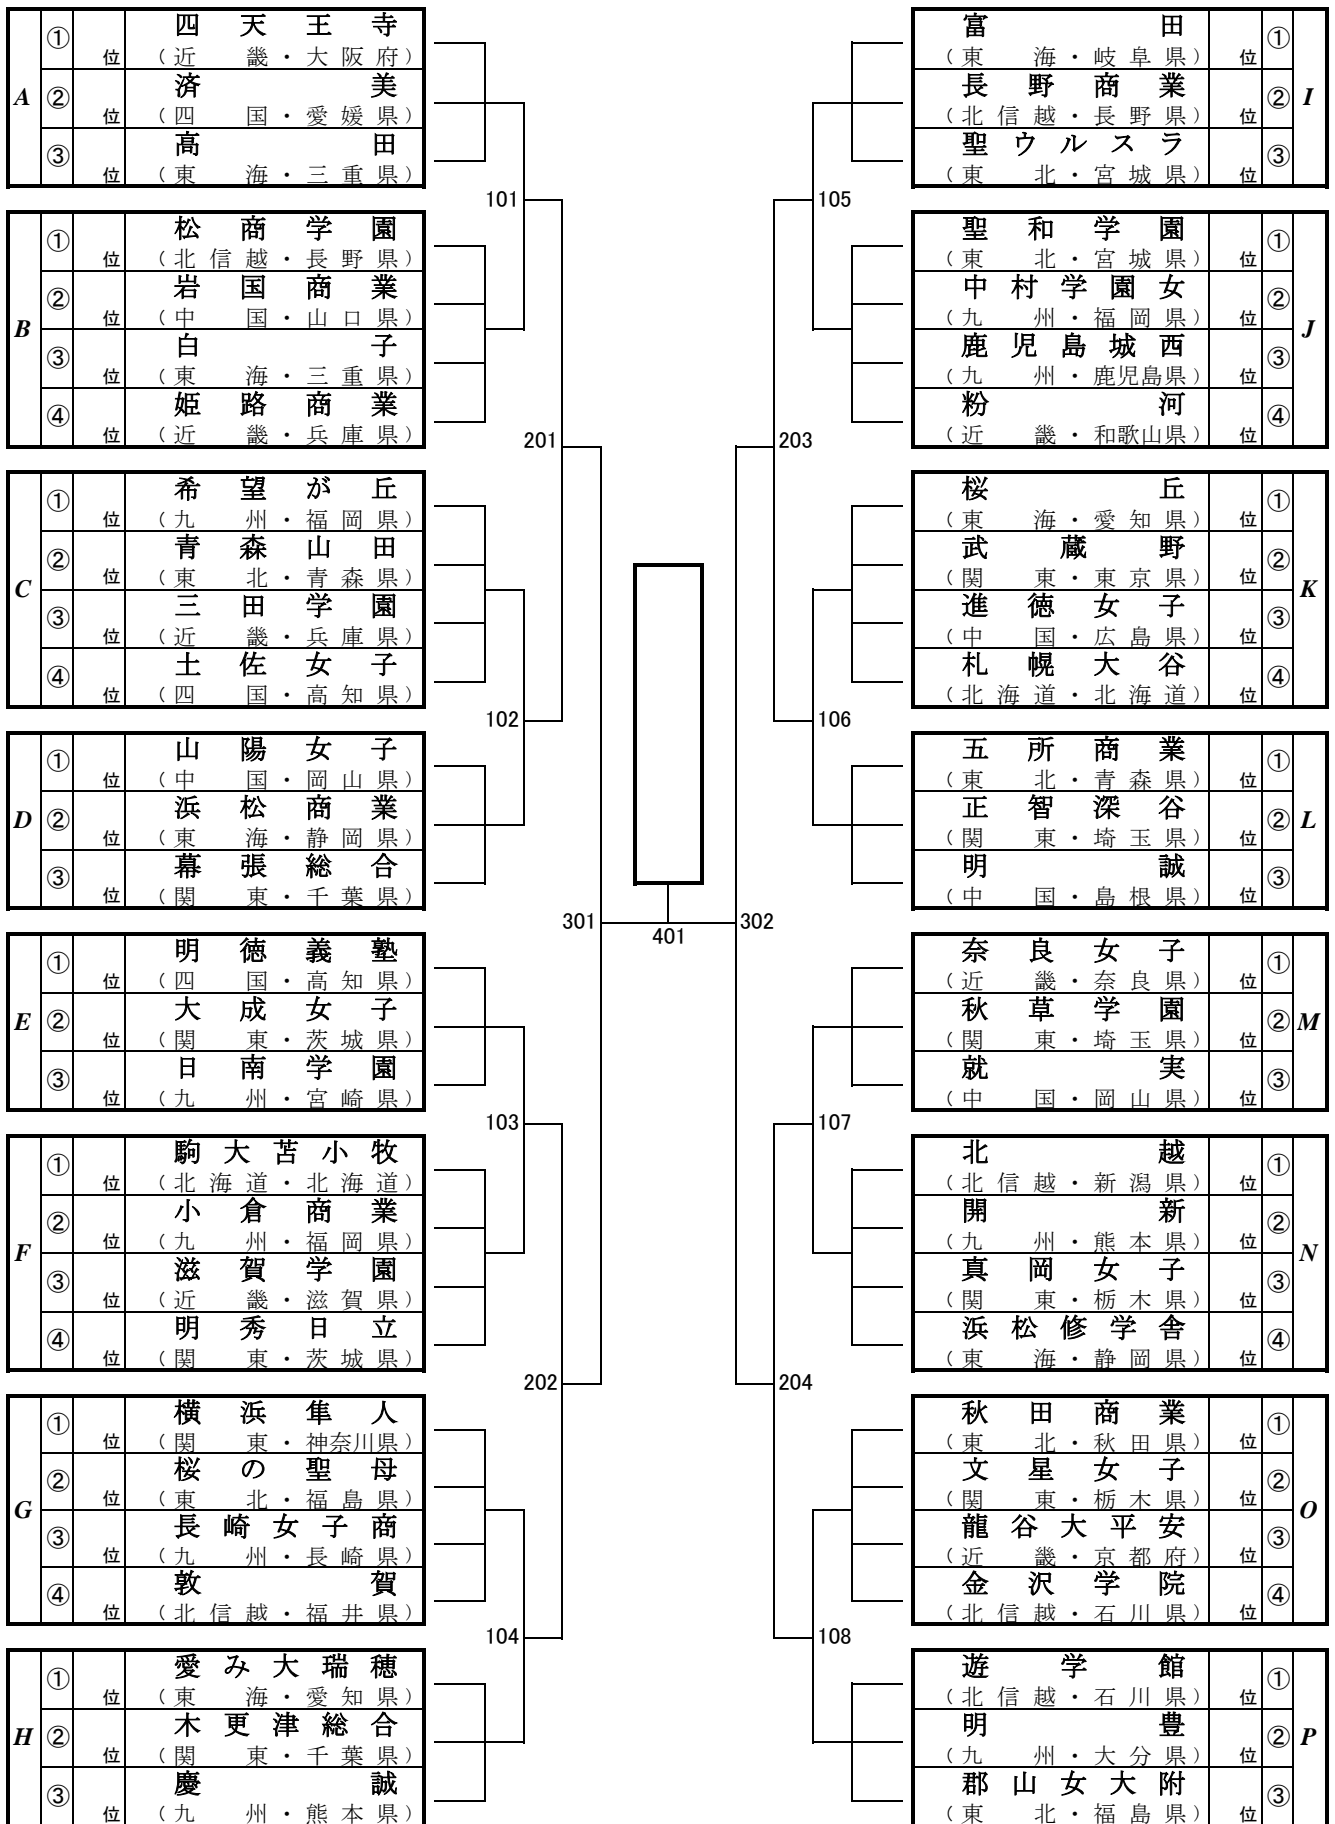 A
① 位 四天王寺
（近畿・大阪府）
② 位 済美
（四国・愛媛県）
③ 位 高田
（東海・三重県）
101
B
① 位 松商学園
（北信越・長野県）
② 位 岩国商業
（中国・山口県）
③ 位 白子
（東海・三重県）
④ 位 姫路商業
（近畿・兵庫県）
201
C
① 位 希望が丘
（九州・福岡県）
② 位 青森山田
（東北・青森県）
③ 位 三田学園
（近畿・兵庫県）
④ 位 土佐女子
（四国・高知県）
102
D
① 位 山陽女子
（中国・岡山県）
② 位 浜松商業
（東海・静岡県）
③ 位 幕張総合
（関東・千葉県）
301
E
① 位 明徳義塾
（四国・高知県）
② 位 大成女子
（関東・茨城県）
③ 位 日南学園
（九州・宮崎県）
103
F
① 位 駒大苫小牧
（北海道・北海道）
② 位 小倉商業
（九州・福岡県）
③ 位 滋賀学園
（近畿・滋賀県）
④ 位 明秀日立
（関東・茨城県）
202
G
① 位 横浜隼人
（関東・神奈川県）
② 位 桜の聖母
（東北・福島県）
③ 位 長崎女子商
（九州・長崎県）
④ 位 敦賀
（北信越・福井県）
104
H
① 位 愛み大瑞穂
（東海・愛知県）
② 位 木更津総合
（関東・千葉県）
③ 位 慶誠
（九州・熊本県）
401
富田 位 ①
（東海・岐阜県）
長野商業 位 ②
（北信越・長野県）
聖ウルスラ 位 ③
（東北・宮城県）
I
105
聖和学園 位 ①
（東北・宮城県）
中村学園女 位 ②
（九州・福岡県）
鹿児島城西 位 ③
（九州・鹿児島県）
粉河 位 ④
（近畿・和歌山県）
J
203
桜丘 位 ①
（東海・愛知県）
武蔵野 位 ②
（関東・東京県）
進徳女子 位 ③
（中国・広島県）
札幌大谷 位 ④
（北海道・北海道）
K
106
五所商業 位 ①
（東北・青森県）
正智深谷 位 ②
（関東・埼玉県）
明誠 位 ③
（中国・島根県）
L
302
奈良女子 位 ①
（近畿・奈良県）
秋草学園 位 ②
（関東・埼玉県）
就実 位 ③
（中国・岡山県）
M
107
北越 位 ①
（北信越・新潟県）
開新 位 ②
（九州・熊本県）
真岡女子 位 ③
（関東・栃木県）
浜松修学舎 位 ④
（東海・静岡県）
N
204
秋田商業 位 ①
（東北・秋田県）
文星女子 位 ②
（関東・栃木県）
龍谷大平安 位 ③
（近畿・京都府）
金沢学院 位 ④
（北信越・石川県）
O
108
遊学館 位 ①
（北信越・石川県）
明豊 位 ②
（九州・大分県）
郡山女大附 位 ③
（東北・福島県）
P